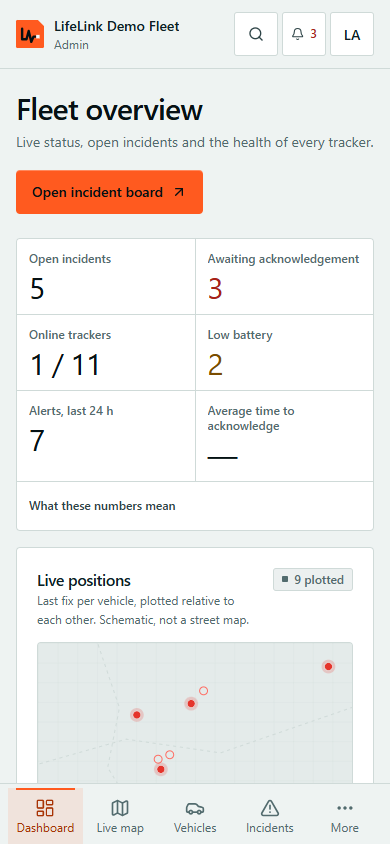 LifeLink Demo Fleet
Admin
3
LA
Fleet overview
Live status, open incidents and the health of every tracker.
Open incident board
Open incidents
5
Awaiting acknowledgement
3
Online trackers
1 / 11
Low battery
2
Alerts, last 24 h
7
Average time to
acknowledge
—
What these numbers mean
Live positions
9 plotted
Last fix per vehicle, plotted relative to
each other. Schematic, not a street map.
Dashboard
Live map
Vehicles
Incidents
More